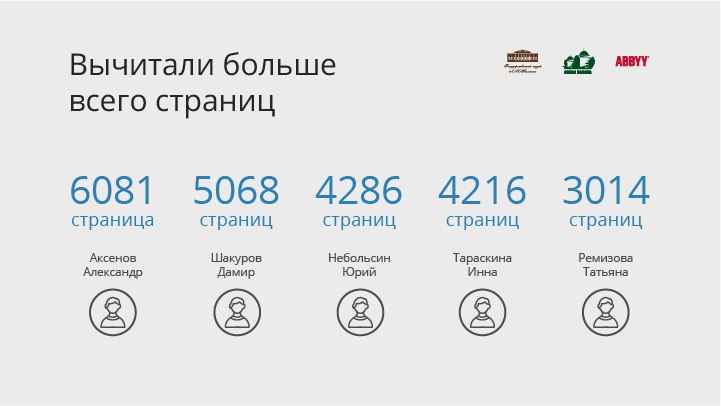 Вычитали больше
всего страниц
ABBYY
6081 5068 4286 4216 3014
страница страниц страниц страниц страниц
Аксенов Шакуров Небольсин Тараскина Ремизова
Александр Дамир Юрий Инна Татьяна